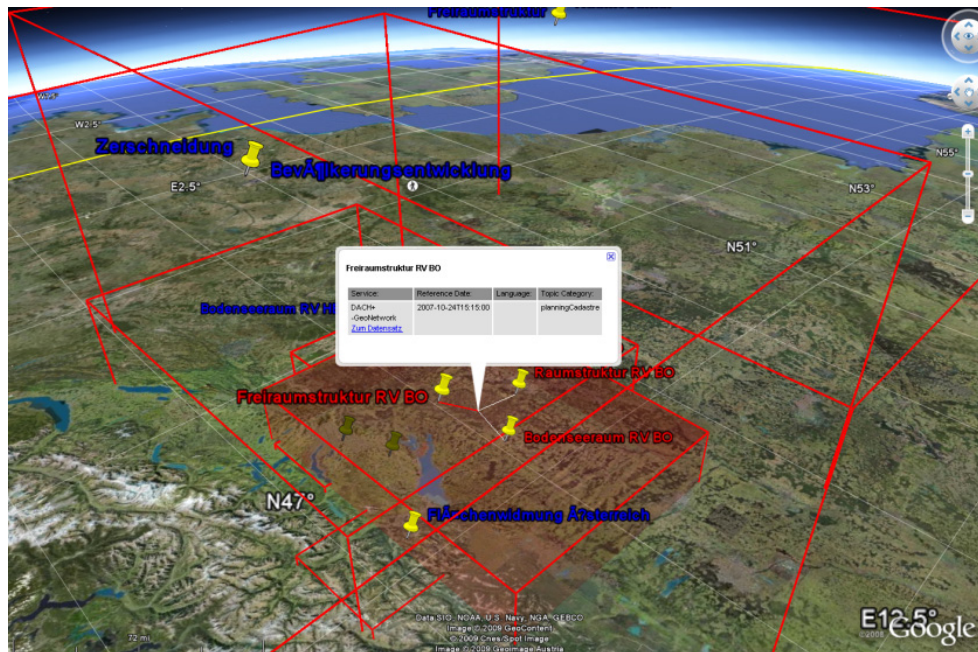 Freiraumstruktur
W2.5°
Zerschneidung
BevÃ¶lkerungsentwicklung
E2.5°
N55°
N53°
N51°
Freiraumstruktur RV BO
Service:
Reference Date:
Language:
Topic Category:
DACH+
-GeoNetwork
Zum Datensatz
2007-10-24T15:15:00
planningCadastre
Bodenseeraum RV
Raumstruktur RV BO
Freiraumstruktur RV BO
Bodenseeraum RV BO
N47°
FlÃ¤chenwidmung Ã?sterreich
Data SIO, NOAA, U.S. Navy, NGA, GEBCO
Image © 2009 GeoContent
© 2009 Cnes/Spot Image
Image © 2009 Geoimage Austria
72 mi
E12.5°
Google